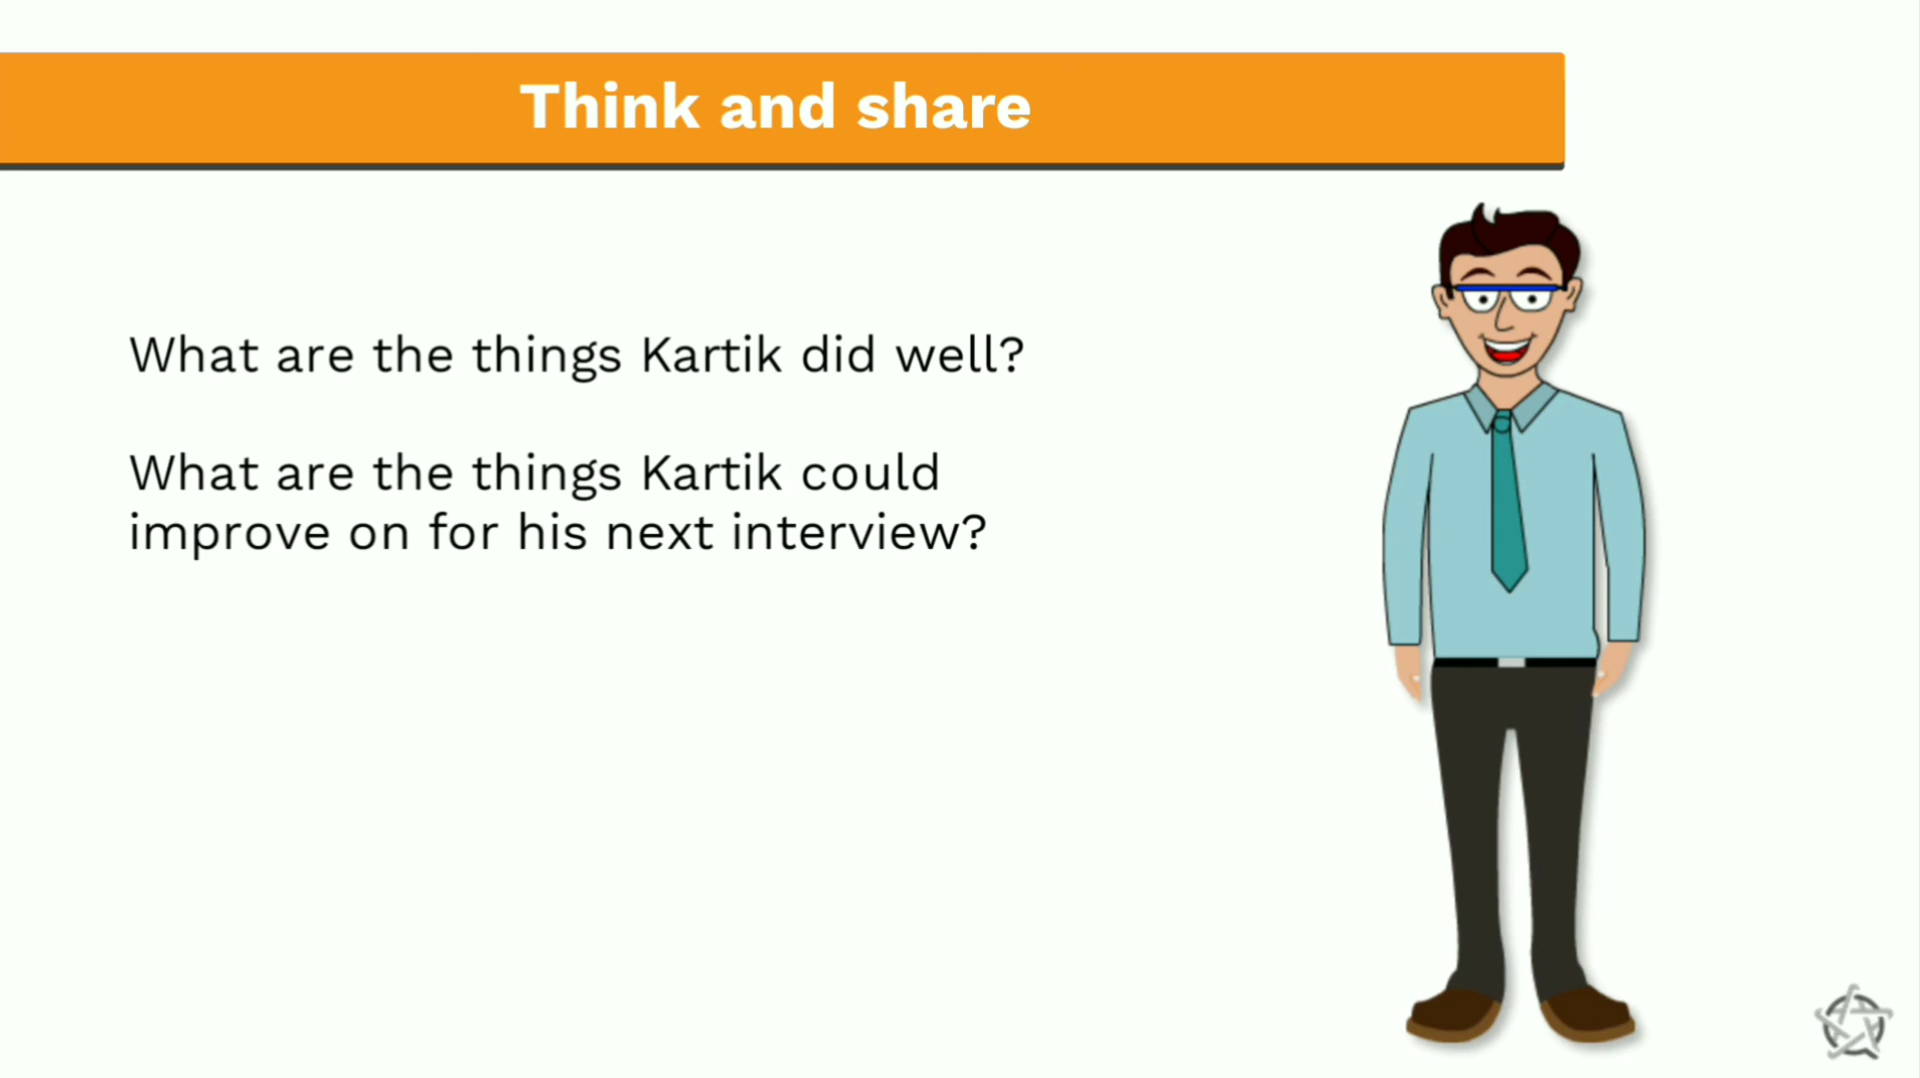 Think and share
What are the things Kartik did well?
What are the things Kartik could
improve on for his next interview?